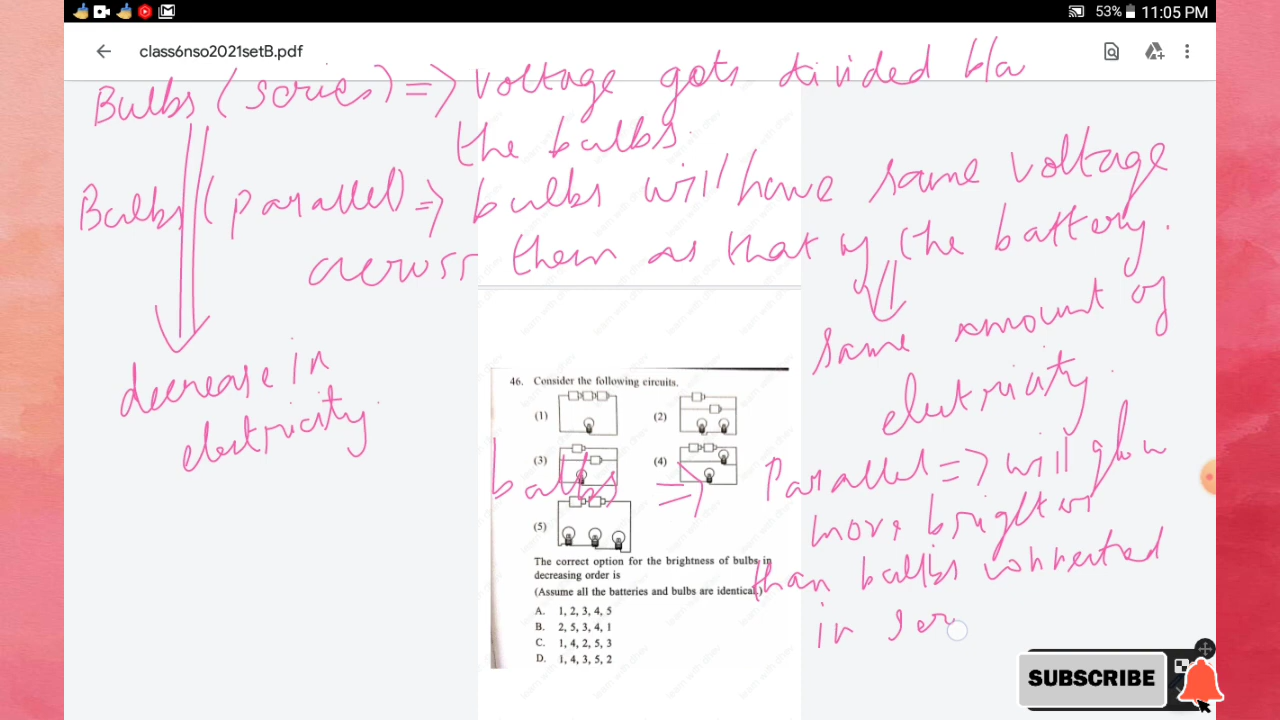 53% 11:05 PM
class6nso2021setB.pdf
Bulbs (series) => voltage gets divided b/w
the bulbs.
Bulbs (parallel) => bulbs will have same voltage
across them as that of the battery.
same amount of
electricity.
decrease in
electricity.
bulbs => Parallel => will glow
more brighter
than bulbs connected
in ser
46. Consider the following circuits.
(1) (2)
(3) (4)
(5)
The correct option for the brightness of bulbs in
decreasing order is
(Assume all the batteries and bulbs are identical.)
A. 1, 2, 3, 4, 5
B. 2, 5, 3, 4, 1
C. 1, 4, 2, 5, 3
D. 1, 4, 3, 5, 2
SUBSCRIBE